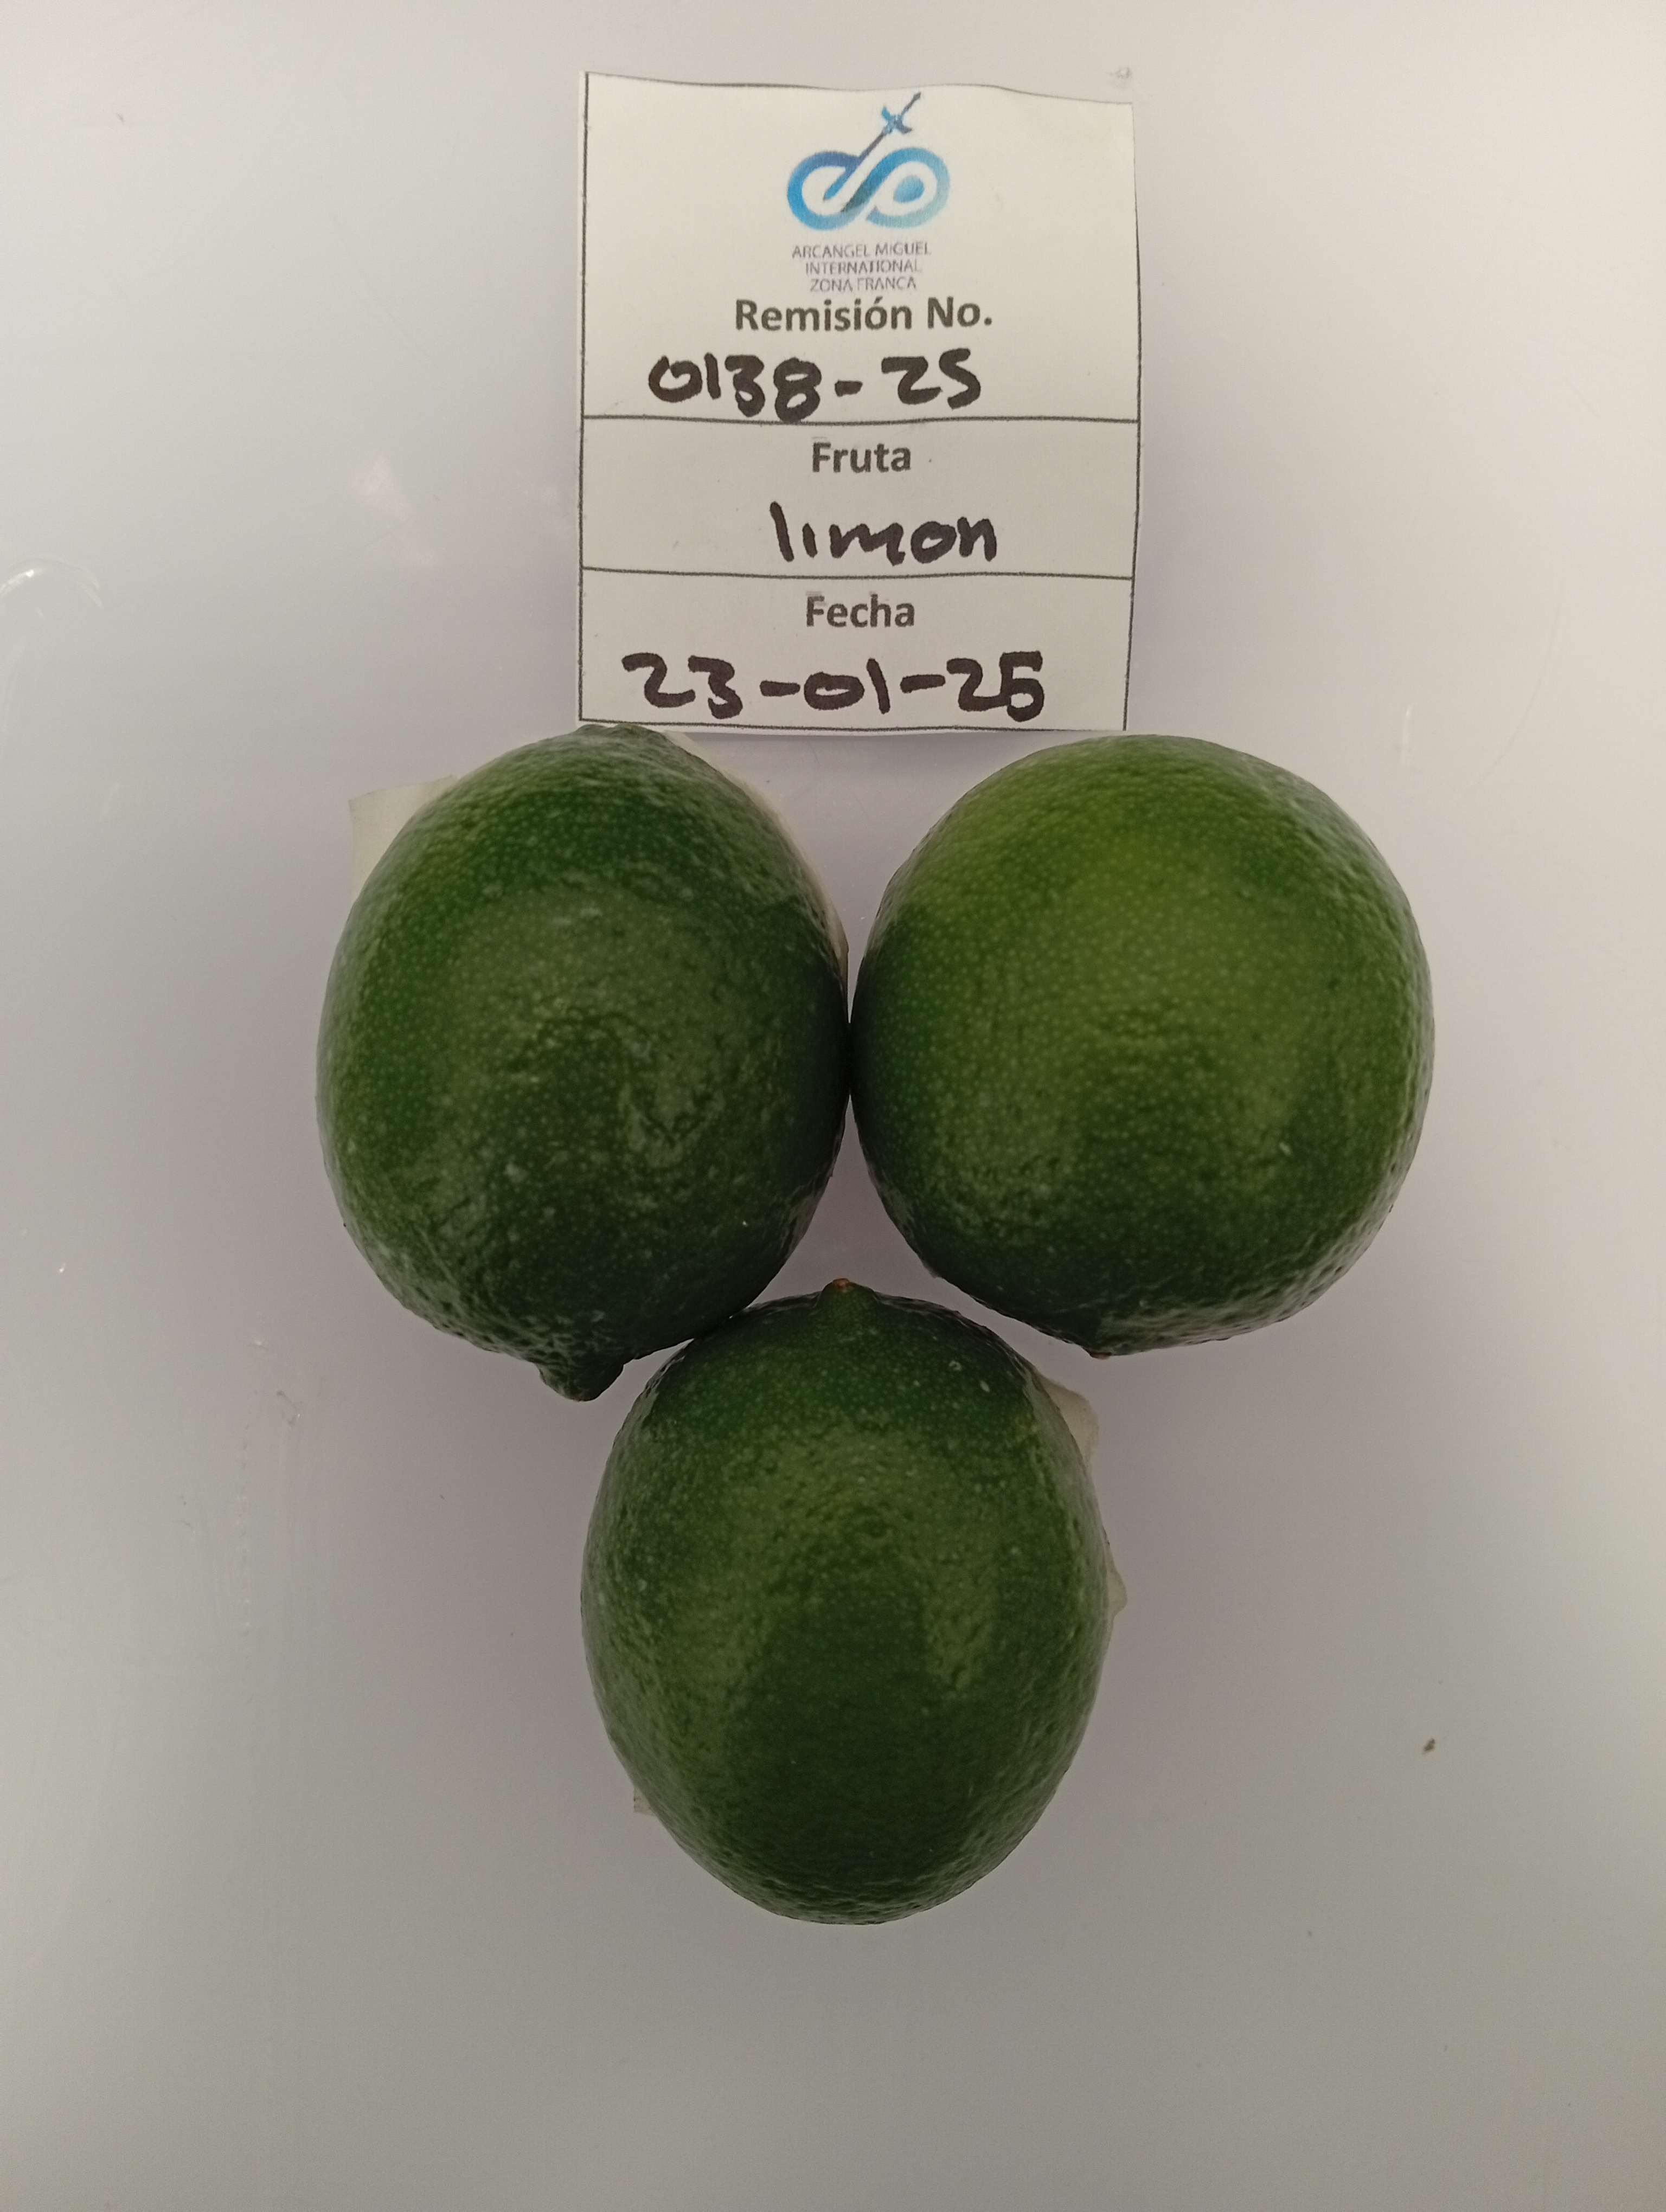 ARCANGEL MIGUEL
INTERNATIONAL
ZONA FRANCA
Remisión No.
0138-25
Fruta
limon
Fecha
23-01-25